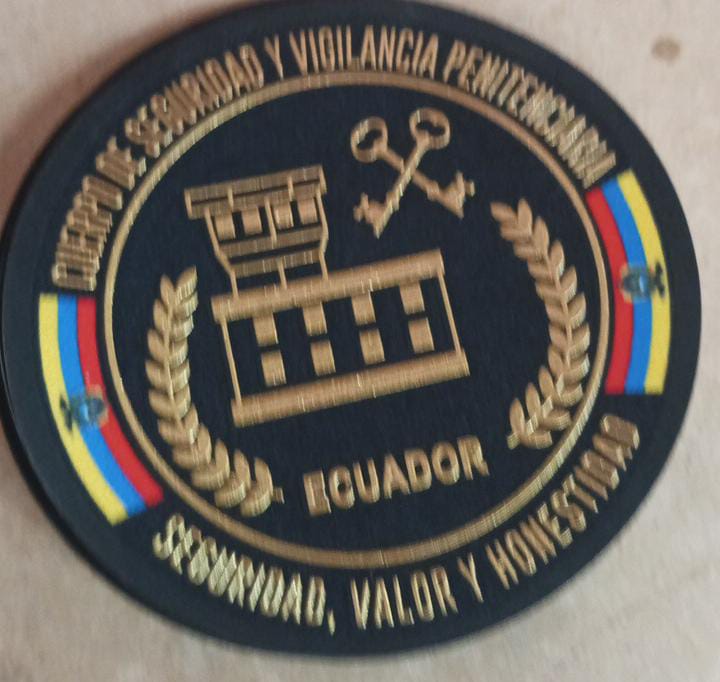 CUERPO DE SEGURIDAD Y VIGILANCIA PENITENCIARIA
ECUADOR
SEGURIDAD, VALOR Y HONESTIDAD